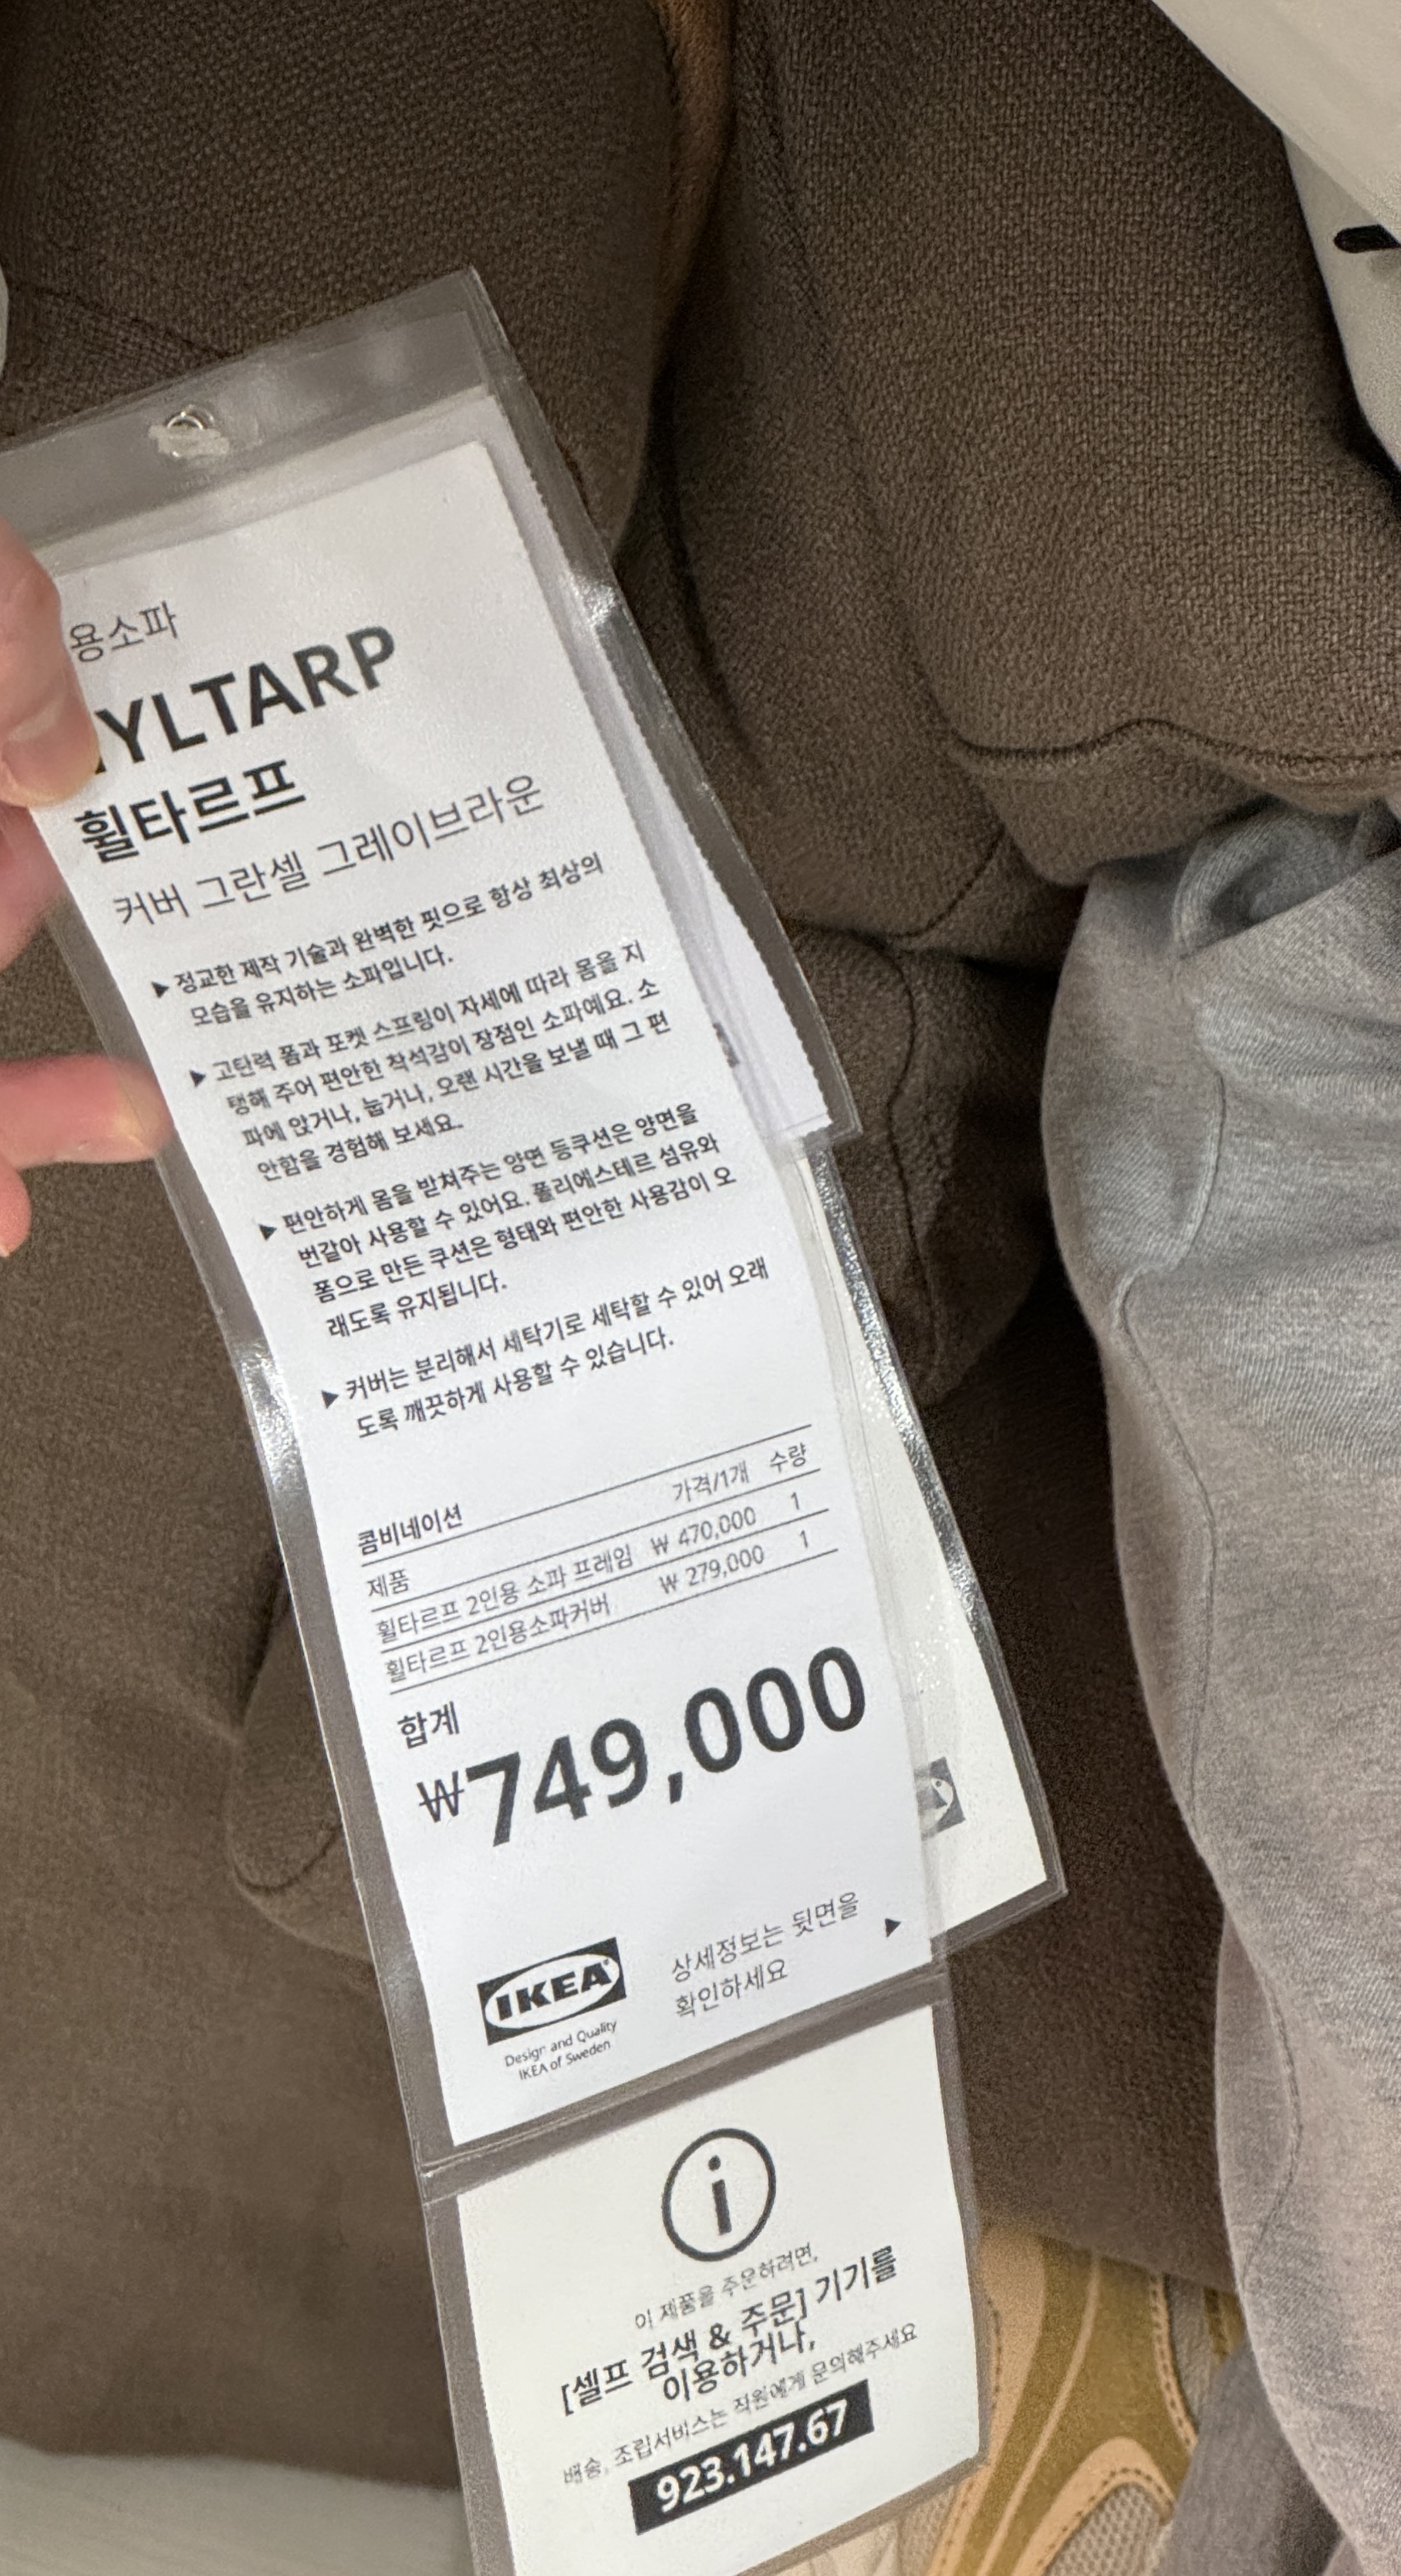 용소파
YLTARP
휠타르프
커버 그란셀 그레이브라운
▶ 정교한 제작 기술과 완벽한 핏으로 항상 최상의
모습을 유지하는 소파입니다.
▶ 고탄력 폼과 포켓 스프링이 자세에 따라 몸을 지
탱해 주어 편안한 착석감이 장점인 소파예요. 소
파에 앉거나, 눕거나, 오랜 시간을 보낼 때 그 편
안함을 경험해 보세요.
▶ 편안하게 몸을 받쳐주는 양면 등쿠션은 양면을
번갈아 사용할 수 있어요. 폴리에스테르 섬유와
폼으로 만든 쿠션은 형태와 편안한 사용감이 오
래도록 유지됩니다.
▶ 커버는 분리해서 세탁기로 세탁할 수 있어 오래
도록 깨끗하게 사용할 수 있습니다.
콤비네이션
제품 가격/1개 수량
휠타르프 2인용 소파 프레임 ₩ 470,000 1
휠타르프 2인용소파커버 ₩ 279,000 1
합계
₩749,000
IKEA
Design and Quality
IKEA of Sweden
상세정보는 뒷면을
확인하세요
▶
i
이 제품을 주문하려면,
[셀프 검색 & 주문] 기기를
이용하거나,
배송, 조립서비스는 직원에게 문의해주세요
923.147.67